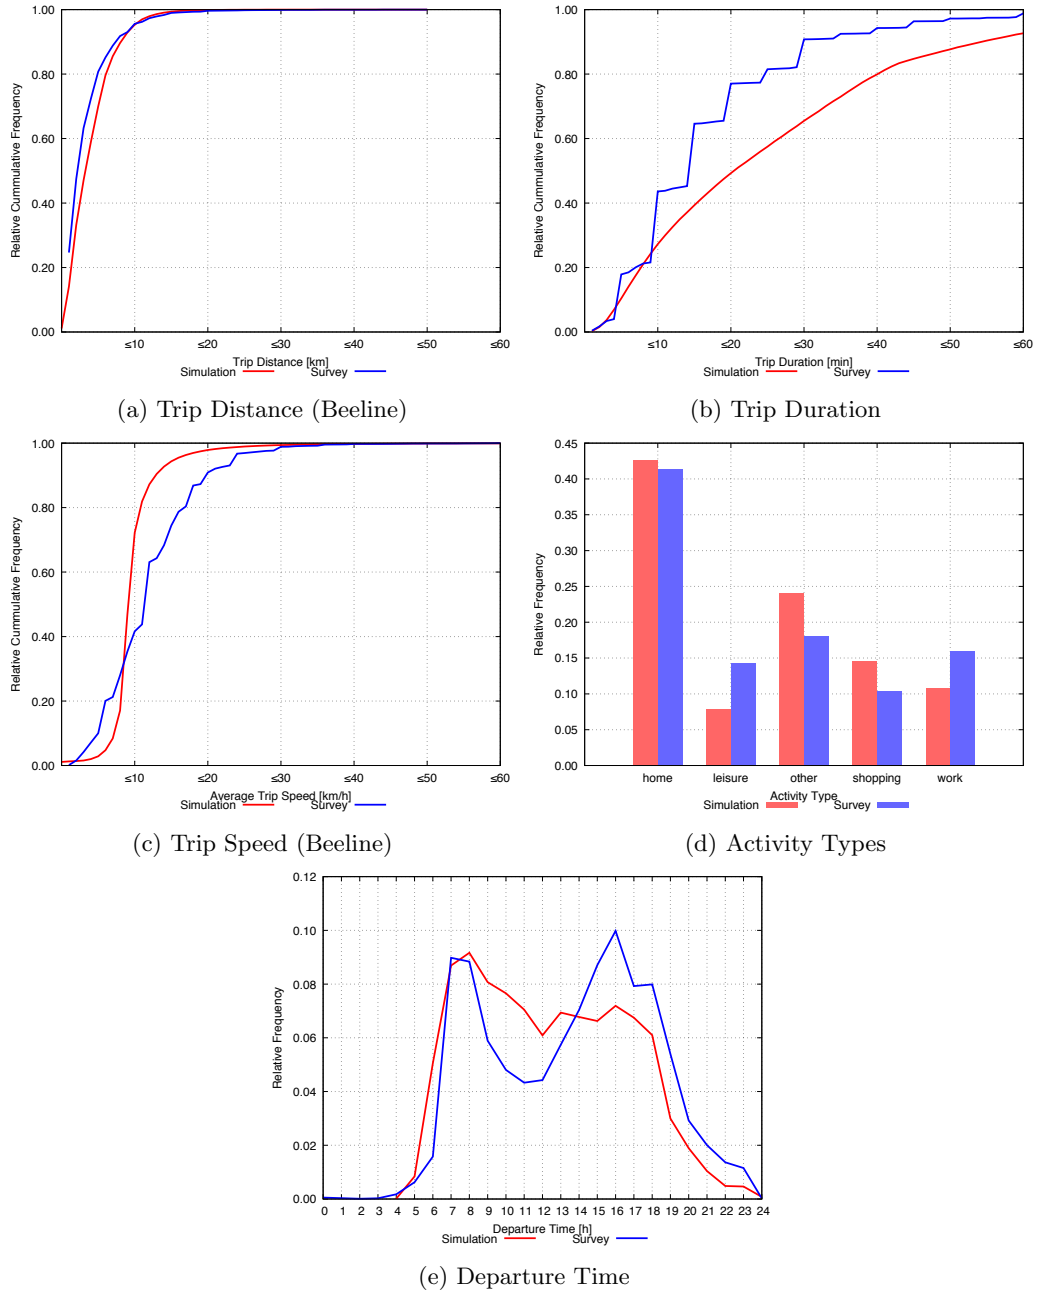 1.00
0.80
0.60
0.40
0.20
0.00
Relative Cummulative Frequency
≤10 ≤20 ≤30 ≤40 ≤50 ≤60
Trip Distance [km]
Simulation Survey
(a) Trip Distance (Beeline)
1.00
0.80
0.60
0.40
0.20
0.00
Relative Cummulative Frequency
≤10 ≤20 ≤30 ≤40 ≤50 ≤60
Trip Duration [min]
Simulation Survey
(b) Trip Duration
1.00
0.80
0.60
0.40
0.20
0.00
Relative Cummulative Frequency
≤10 ≤20 ≤30 ≤40 ≤50 ≤60
Average Trip Speed [km/h]
Simulation Survey
(c) Trip Speed (Beeline)
0.45
0.40
0.35
0.30
0.25
0.20
0.15
0.10
0.05
0.00
Relative Frequency
home leisure other shopping work
Activity Type
Simulation Survey
(d) Activity Types
0.12
0.10
0.08
0.06
0.04
0.02
0.00
Relative Frequency
0 1 2 3 4 5 6 7 8 9 10 11 12 13 14 15 16 17 18 19 20 21 22 23 24
Departure Time [h]
Simulation Survey
(e) Departure Time